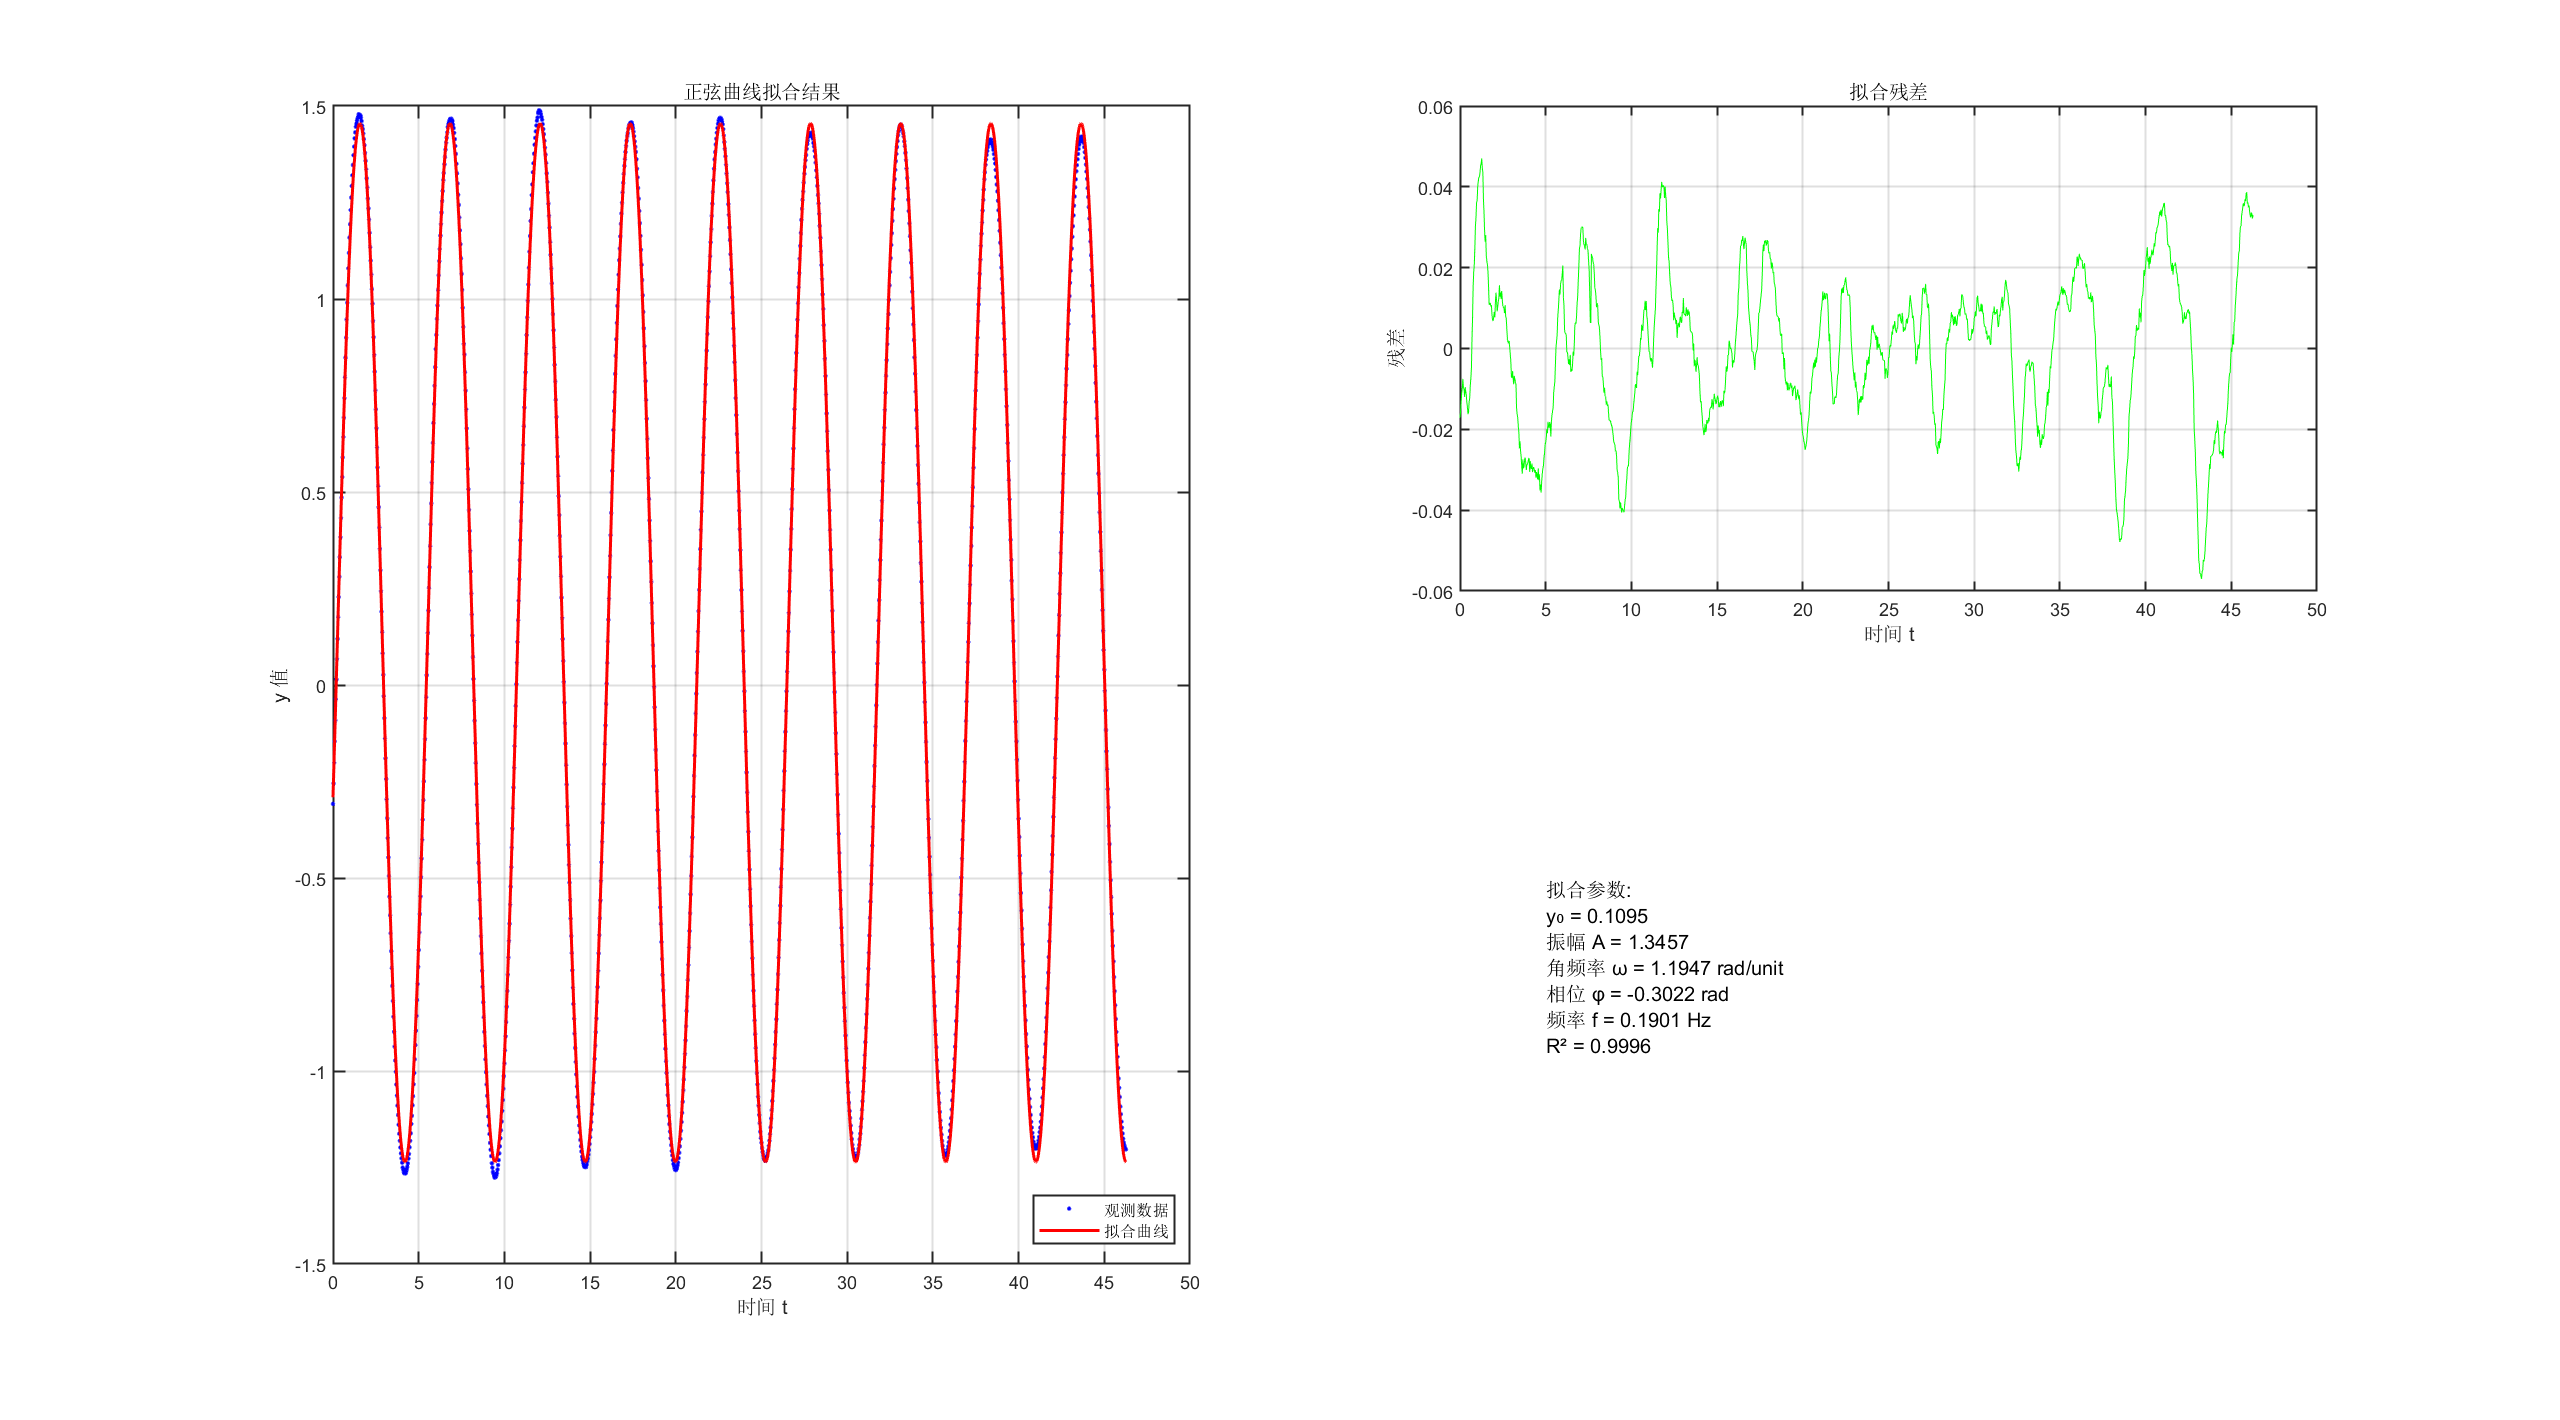 正弦曲线拟合结果
1.5
1
0.5
0
-0.5
-1
-1.5
y 值
0 5 10 15 20 25 30 35 40 45 50
时间 t
观测数据
拟合曲线
拟合残差
0.06
0.04
0.02
0
-0.02
-0.04
-0.06
残差
0 5 10 15 20 25 30 35 40 45 50
时间 t
拟合参数:
y₀ = 0.1095
振幅 A = 1.3457
角频率 ω = 1.1947 rad/unit
相位 φ = -0.3022 rad
频率 f = 0.1901 Hz
R² = 0.9996